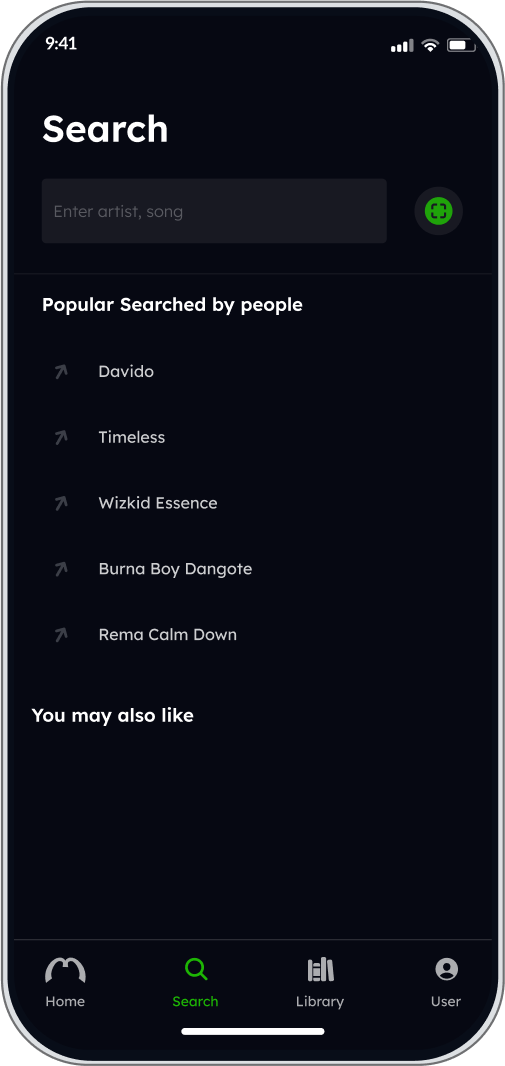 9:41
Search
Enter artist, song
Popular Searched by people
Davido
Timeless
Wizkid Essence
Burna Boy Dangote
Rema Calm Down
You may also like
Home
Search
Library
User